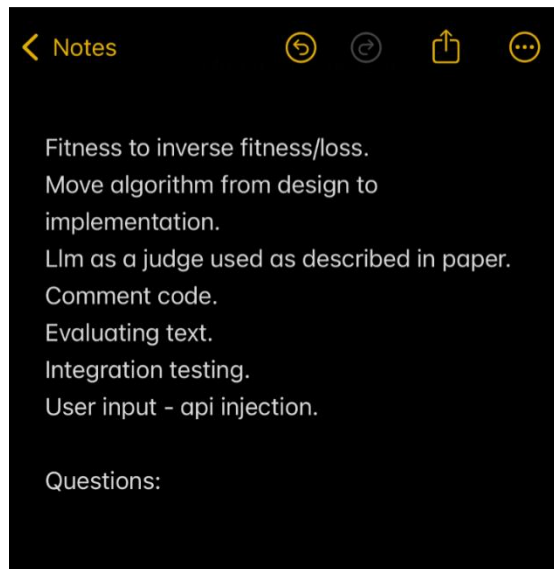 Notes
Fitness to inverse fitness/loss.
Move algorithm from design to
implementation.
Llm as a judge used as described in paper.
Comment code.
Evaluating text.
Integration testing.
User input - api injection.
Questions: